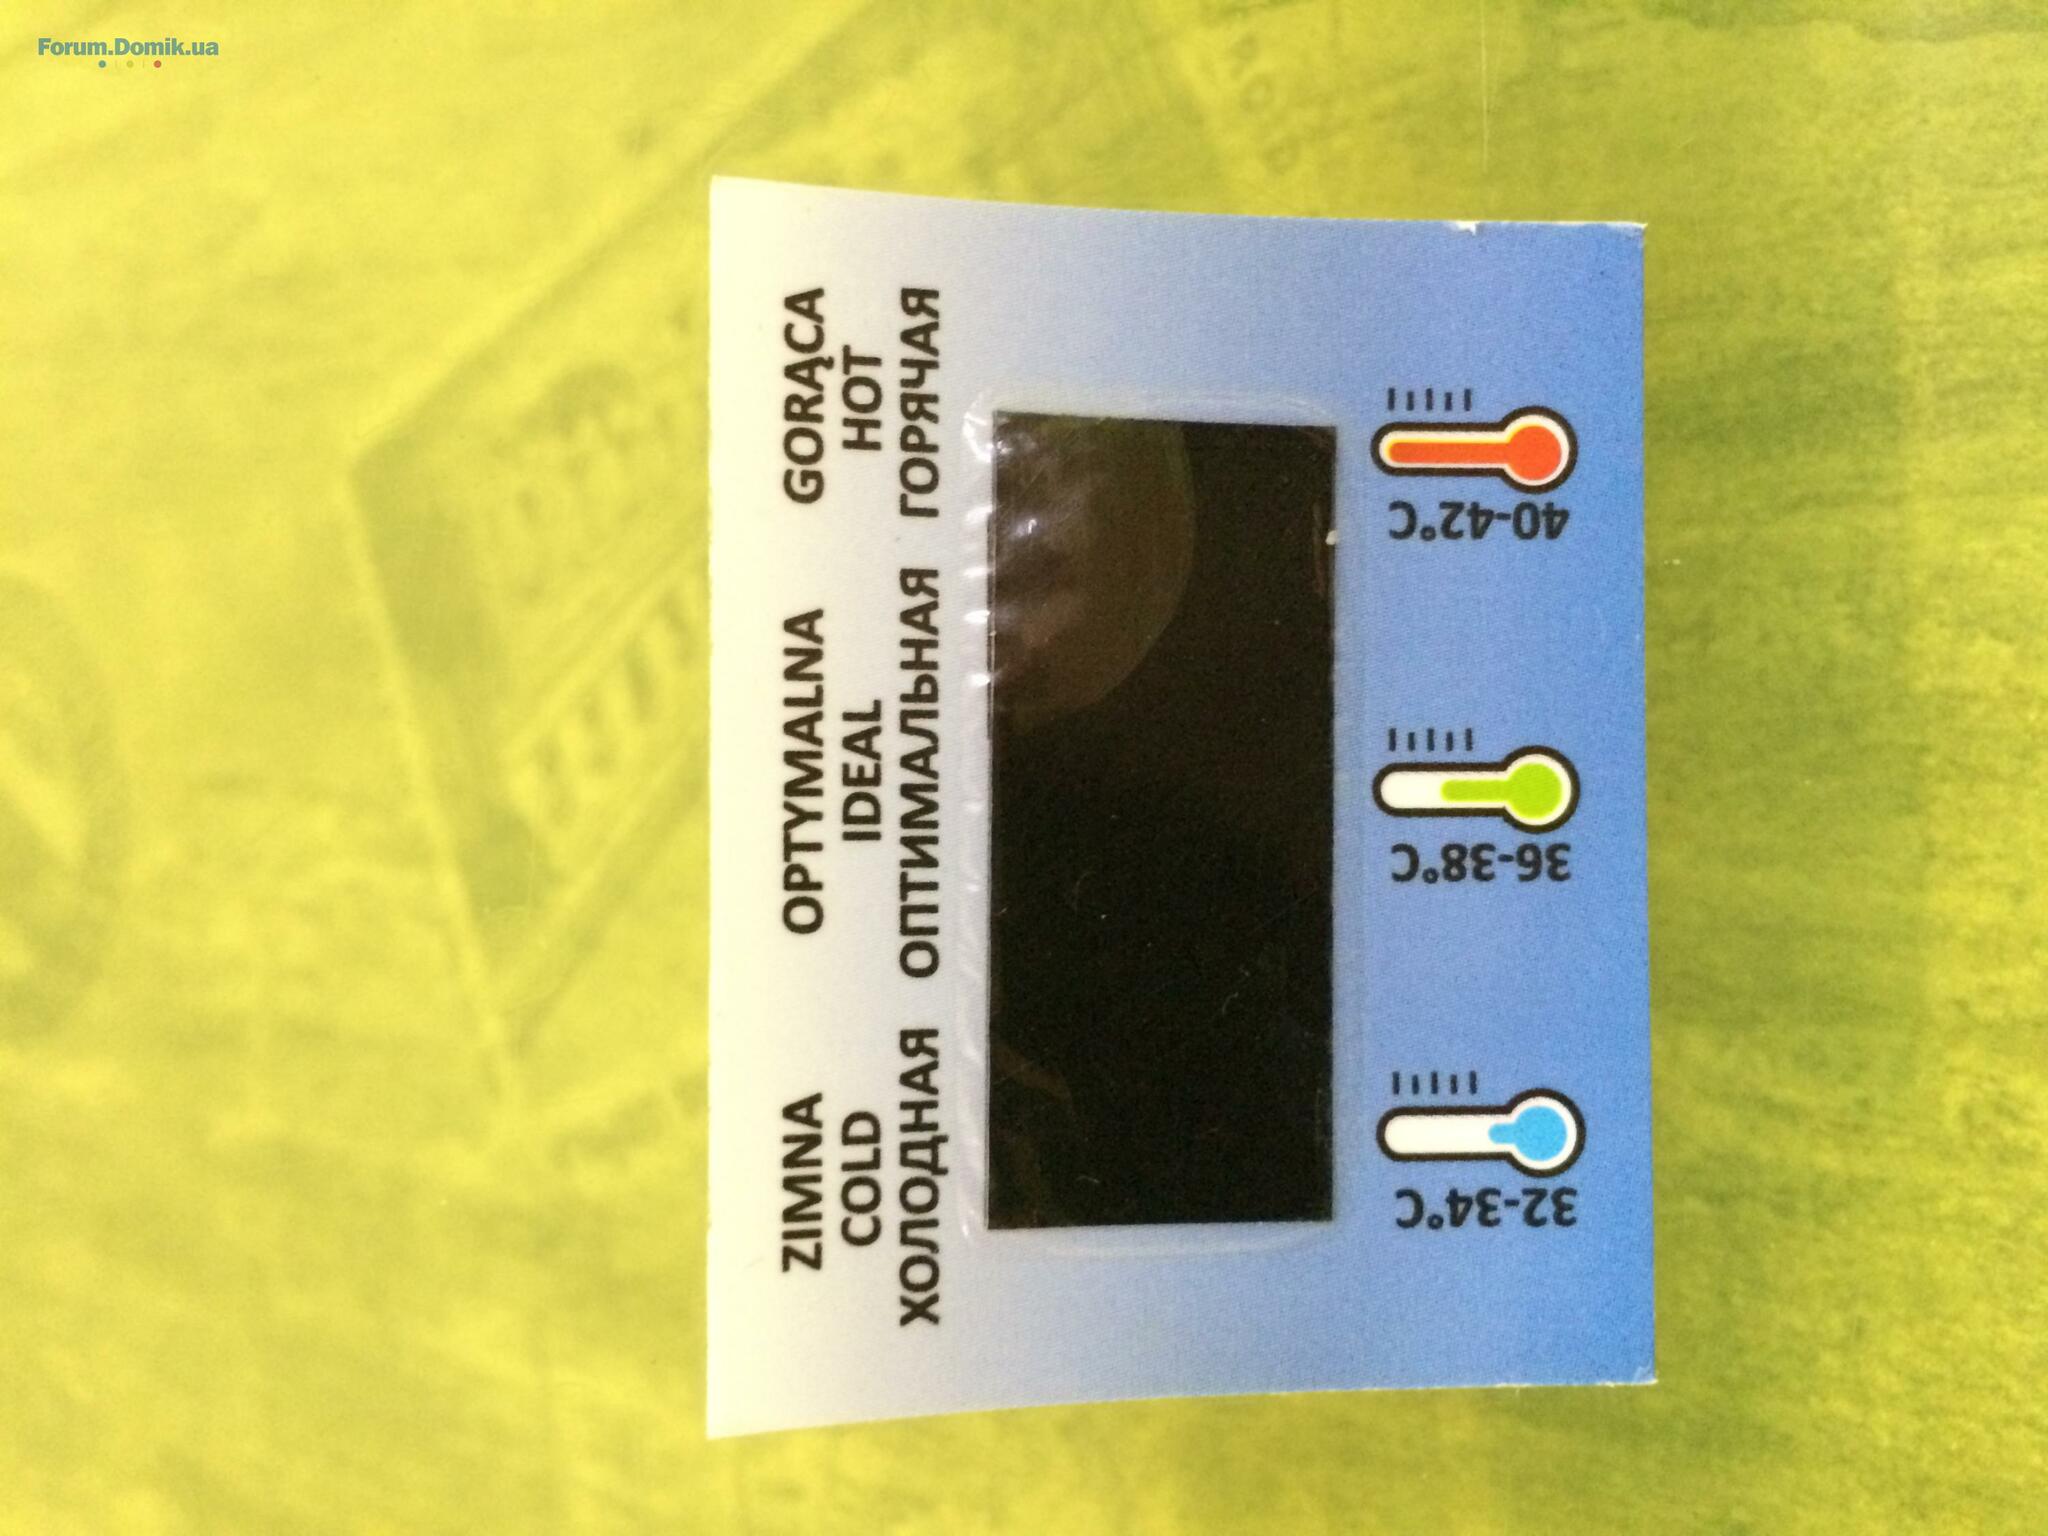 Forum.Domik.ua
ZIMNA OPTYMALNA GORĄCA
COLD IDEAL HOT
ХОЛОДНАЯ ОПТИМАЛЬНАЯ ГОРЯЧАЯ
32-34°C 36-38°C 40-42°C